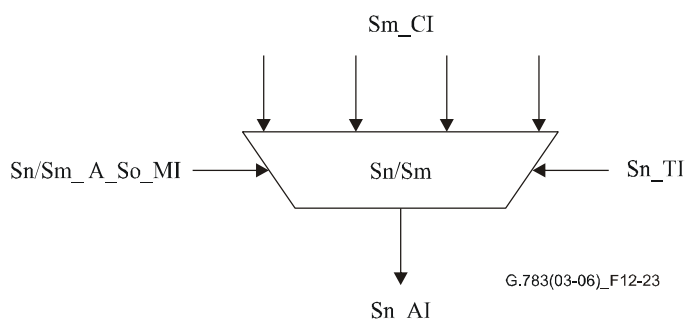 Sm_CI
Sn/Sm_A_So_MI
Sn/Sm
Sn_TI
G.783(03-06)_F12-23
Sn_AI